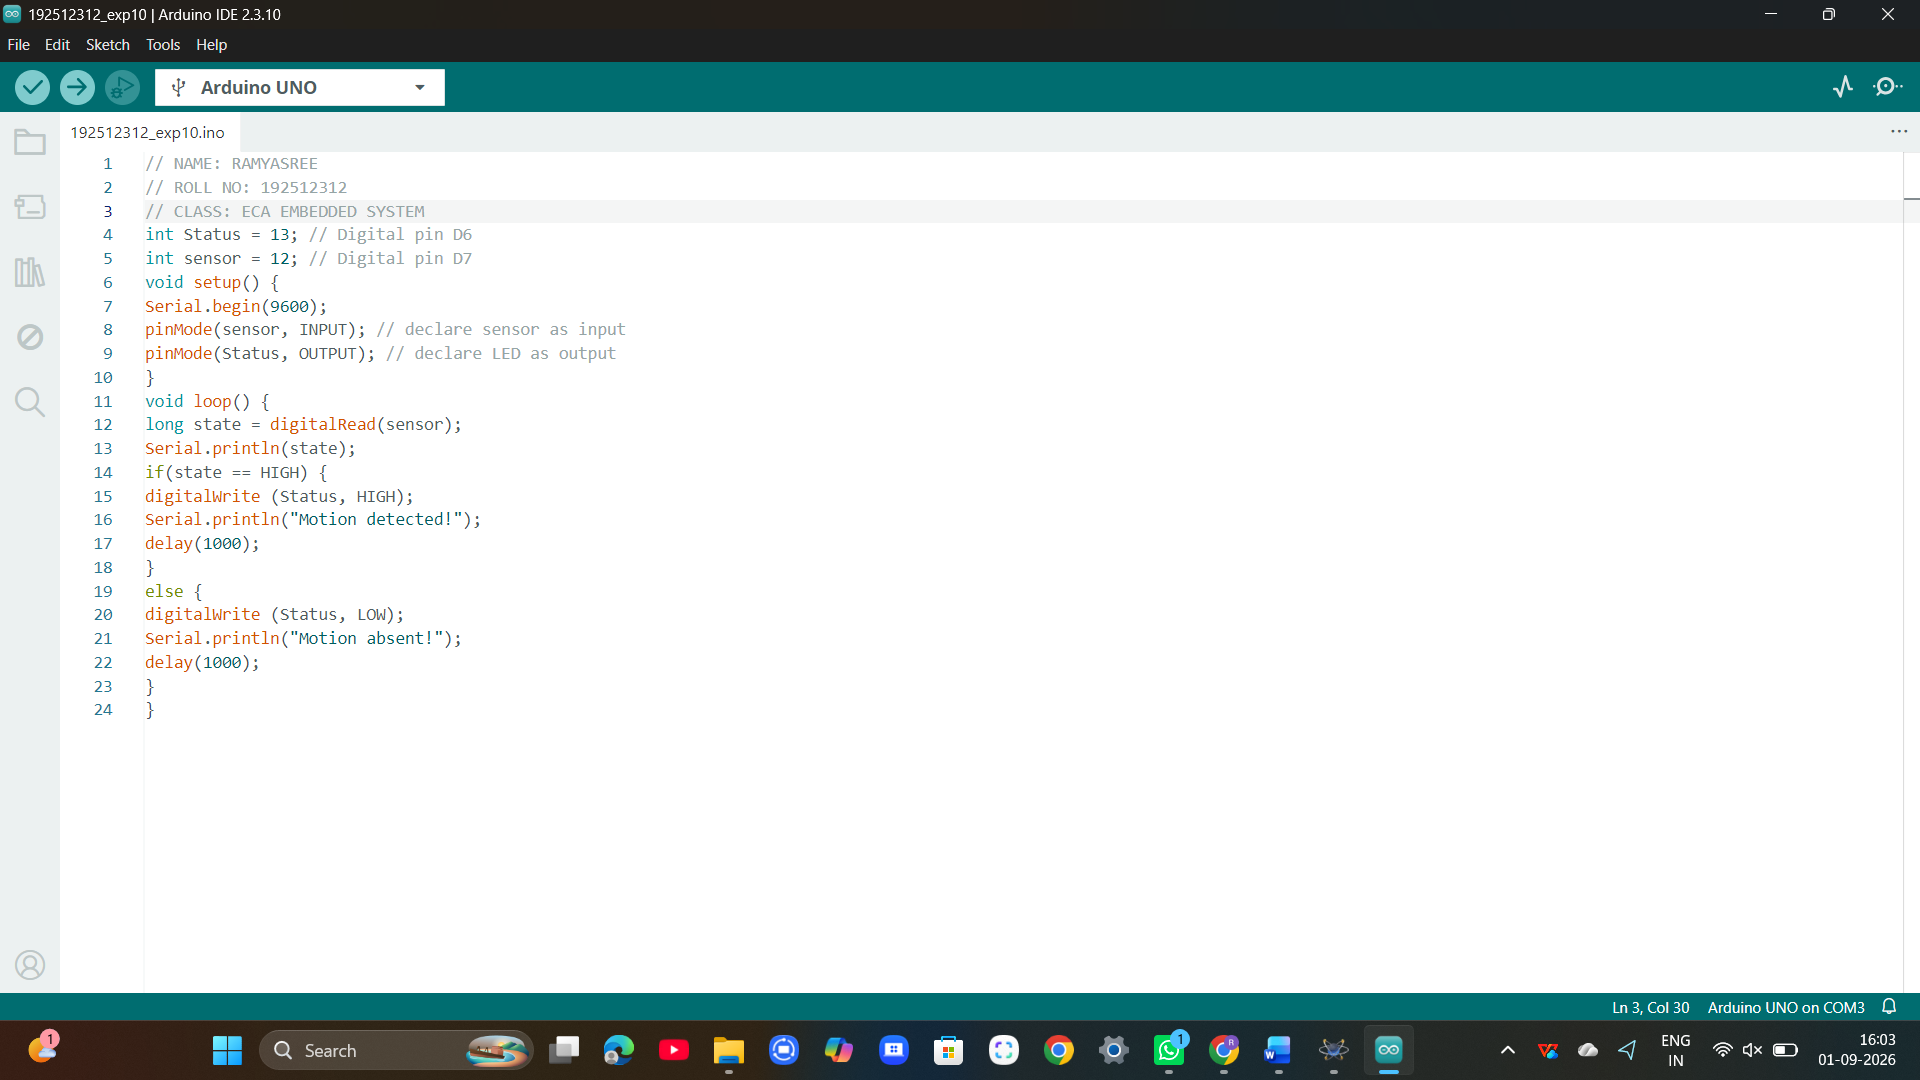 192512312_exp10 | Arduino IDE 2.3.10
File Edit Sketch Tools Help
Arduino UNO
192512312_exp10.ino
1 // NAME: RAMYASREE
2 // ROLL NO: 192512312
3 // CLASS: ECA EMBEDDED SYSTEM
4 int Status = 13; // Digital pin D6
5 int sensor = 12; // Digital pin D7
6 void setup() {
7 Serial.begin(9600);
8 pinMode(sensor, INPUT); // declare sensor as input
9 pinMode(Status, OUTPUT); // declare LED as output
10 }
11 void loop() {
12 long state = digitalRead(sensor);
13 Serial.println(state);
14 if(state == HIGH) {
15 digitalWrite (Status, HIGH);
16 Serial.println("Motion detected!");
17 delay(1000);
18 }
19 else {
20 digitalWrite (Status, LOW);
21 Serial.println("Motion absent!");
22 delay(1000);
23 }
24 }
Ln 3, Col 30 Arduino UNO on COM3
1
Search
1
R
W
ENG
IN
16:03
01-09-2026